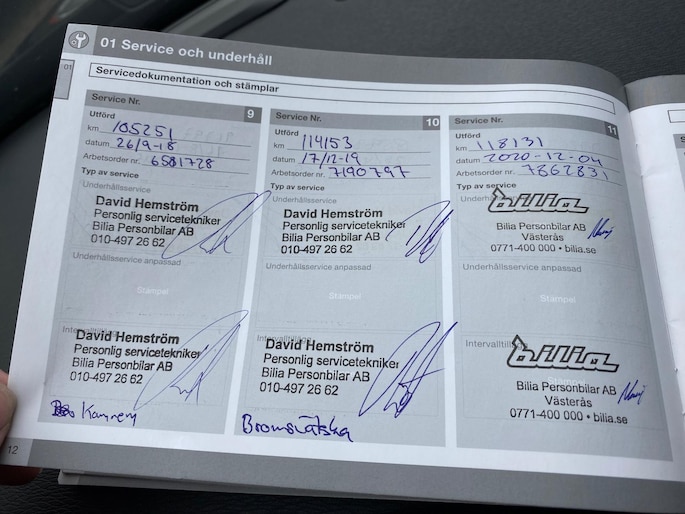 01 Service och underhåll
01
Servicedokumentation och stämplar
Service Nr. 9
Utförd
km 105251
datum 26/9-18
Arbetsorder nr. 6581728
Typ av service
Underhållsservice
David Hemström
Personlig servicetekniker
Bilia Personbilar AB
010-497 26 62
Underhållsservice anpassad
Stämpel
Intervalltillägg
David Hemström
Personlig servicetekniker
Bilia Personbilar AB
010-497 26 62
12
Service Nr. 10
Utförd
km 114153
datum 17/12-19
Arbetsorder nr. 7190797
Typ av service
Underhållsservice
David Hemström
Personlig servicetekniker
Bilia Personbilar AB
010-497 26 62
Underhållsservice anpassad
Stämpel
David Hemström
Personlig servicetekniker
Bilia Personbilar AB
010-497 26 62
Bromsvätska
Service Nr. 11
Utförd
km 118131
datum 2020-12-04
Arbetsorder nr. 7862831
Typ av service
bilia
Bilia Personbilar AB
Västerås
0771-400 000 • bilia.se
Underhållsservice anpassad
Stämpel
bilia
Bilia Personbilar AB
Västerås
0771-400 000 • bilia.se